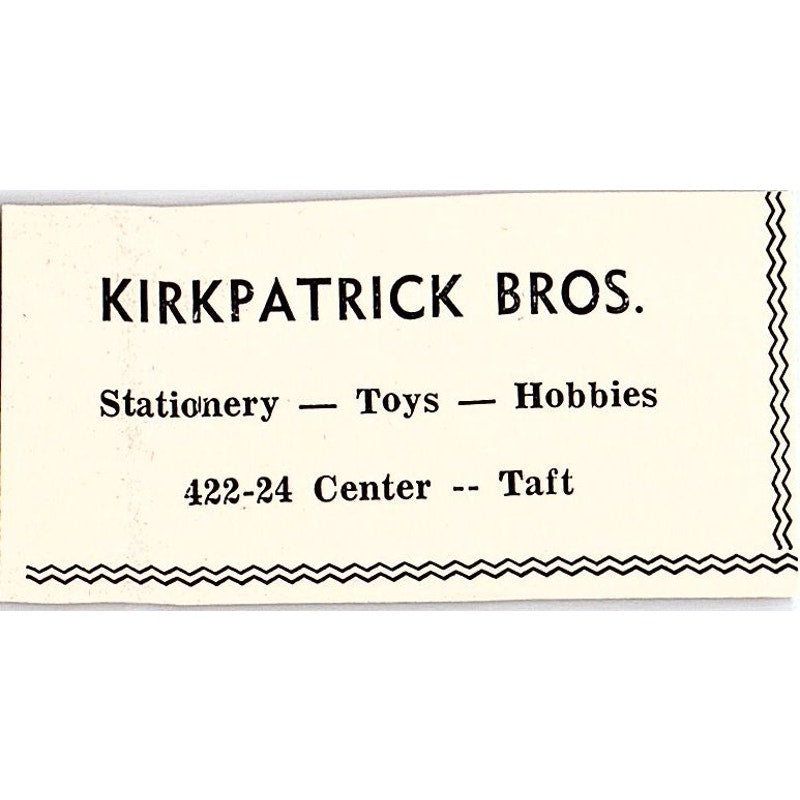 KIRKPATRICK BROS.
Stationery — Toys — Hobbies
422-24 Center -- Taft